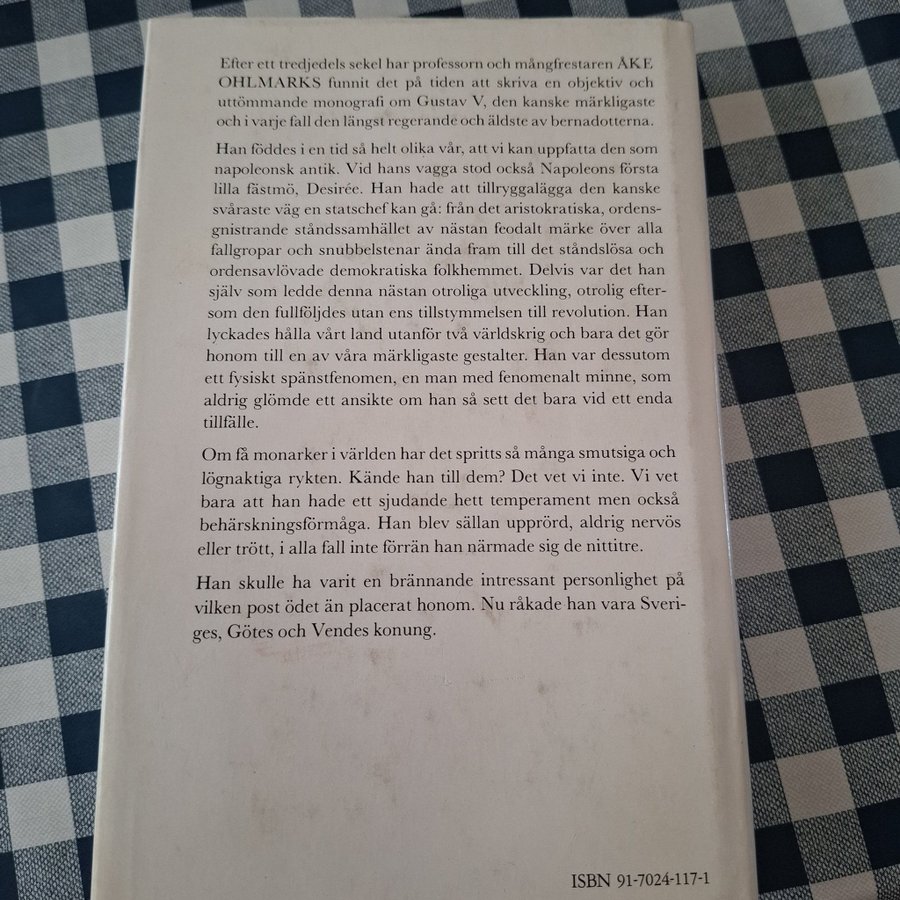 Efter ett tredjedels sekel har professorn och mångfrestaren ÅKE
OHLMARKS funnit det på tiden att skriva en objektiv och
uttömmande monografi om Gustav V, den kanske märkligaste
och i varje fall den längst regerande och äldste av bernadotterna.
Han föddes i en tid så helt olika vår, att vi kan uppfatta den som
napoleonsk antik. Vid hans vagga stod också Napoleons första
lilla fästmö, Desirée. Han hade att tillryggalägga den kanske
svåraste väg en statschef kan gå: från det aristokratiska, ordens-
gnistrande ståndssamhället av nästan feodalt märke över alla
fallgropar och snubbelstenar ända fram till det ståndslösa och
ordensavlövade demokratiska folkhemmet. Delvis var det han
själv som ledde denna nästan otroliga utveckling, otrolig efter-
som den fullföljdes utan ens tillstymmelsen till revolution. Han
lyckades hålla vårt land utanför två världskrig och bara det gör
honom till en av våra märkligaste gestalter. Han var dessutom
ett fysiskt spänstfenomen, en man med fenomenalt minne, som
aldrig glömde ett ansikte om han så sett det bara vid ett enda
tillfälle.
Om få monarker i världen har det spritts så många smutsiga och
lögnaktiga rykten. Kände han till dem? Det vet vi inte. Vi vet
bara att han hade ett sjudande hett temperament men också
behärskningsförmåga. Han blev sällan upprörd, aldrig nervös
eller trött, i alla fall inte förrän han närmade sig de nittitre.
Han skulle ha varit en brännande intressant personlighet på
vilken post ödet än placerat honom. Nu råkade han vara Sveri-
ges, Götes och Vendes konung.
ISBN 91-7024-117-1